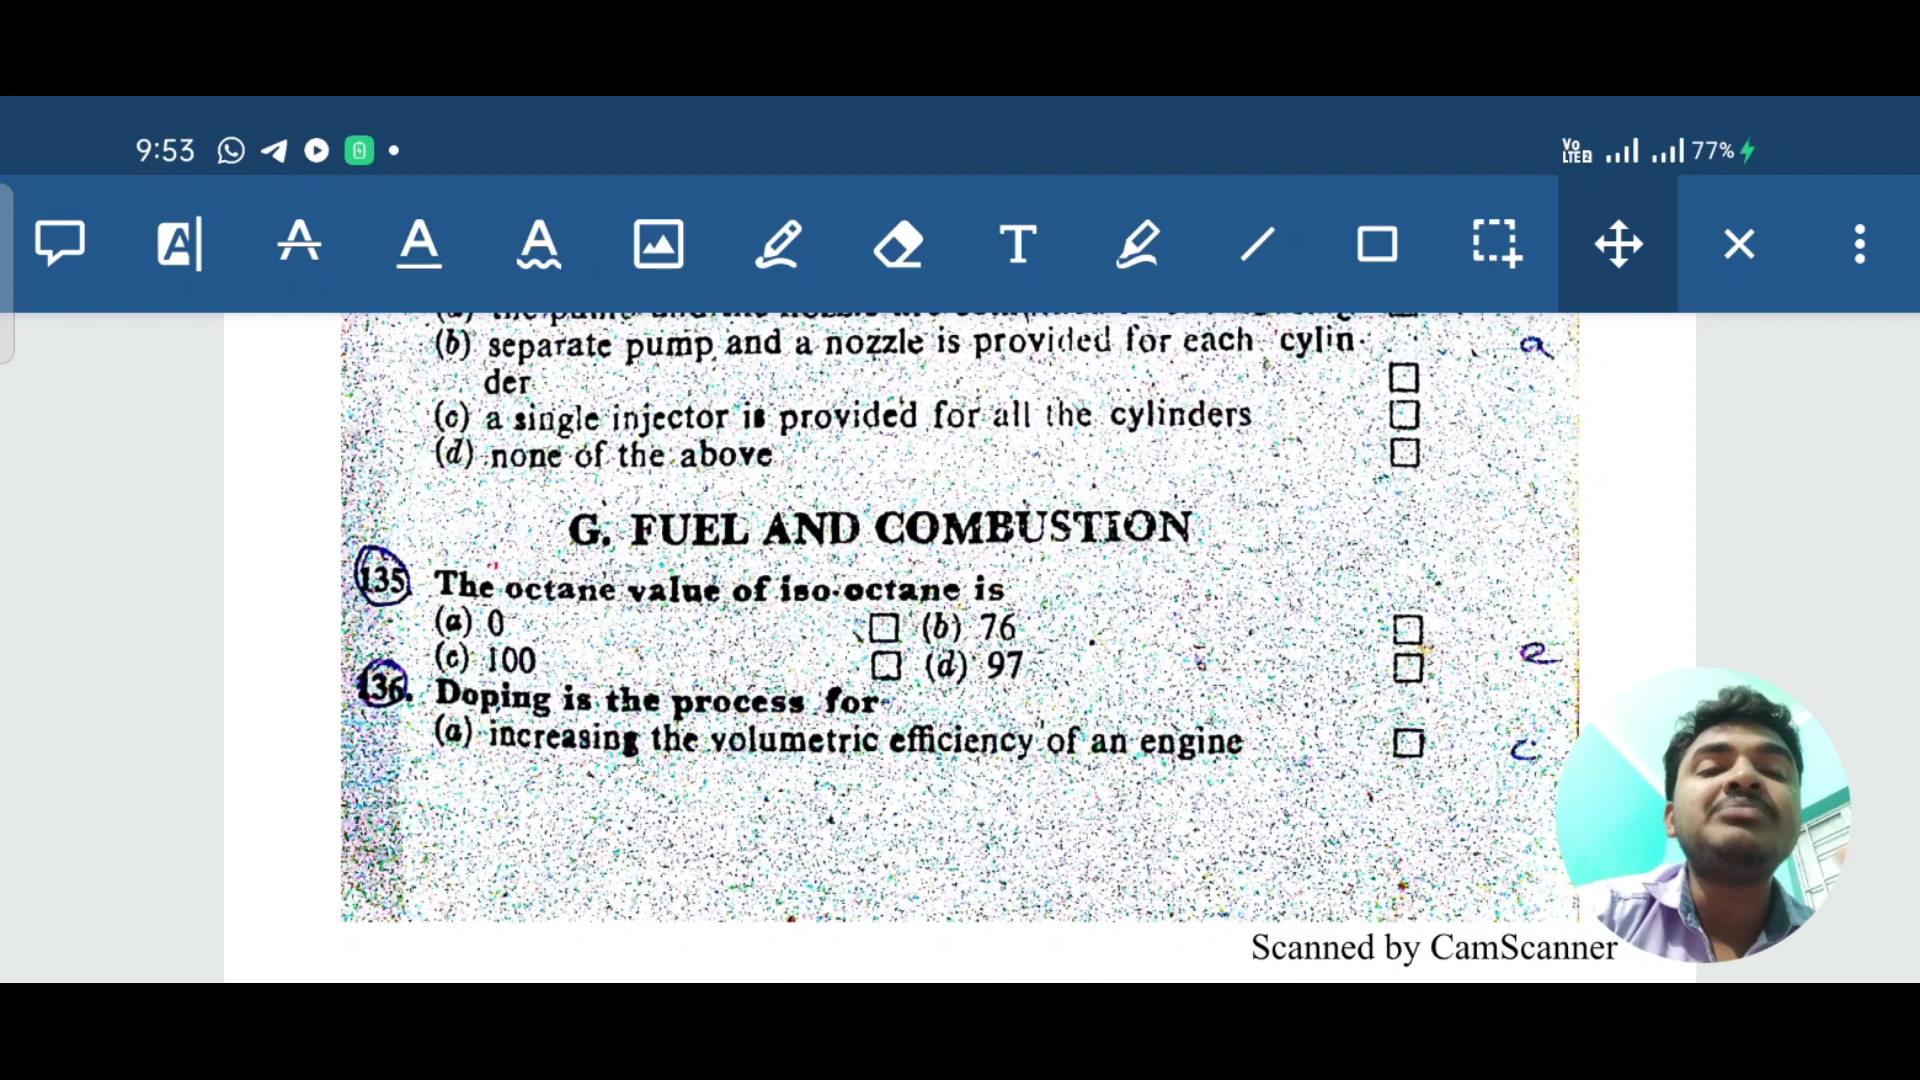 9:53 Vo LTE2 77%
A A A A T
(b) separate pump and a nozzle is provided for each cylin- a
der
(c) a single injector is provided for all the cylinders
(d) none of the above
G. FUEL AND COMBUSTION
135. The octane value of iso-octane is
(a) 0 (b) 76
(c) 100 (d) 97
136. Doping is the process for
(a) increasing the volumetric efficiency of an engine c
Scanned by CamScanner